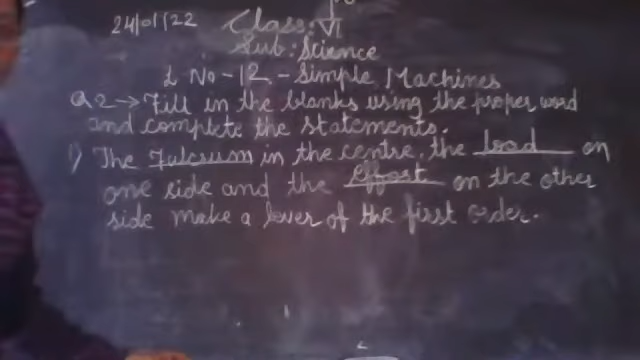 24/01/22 Class: VI
Sub: Science
L No-12-Simple Machines
Q2→ Fill in the blanks using the proper word
and complete the statements.
1) The Fulcrum in the centre, the load on
one side and the effort on the other
side make a lever of the first order.